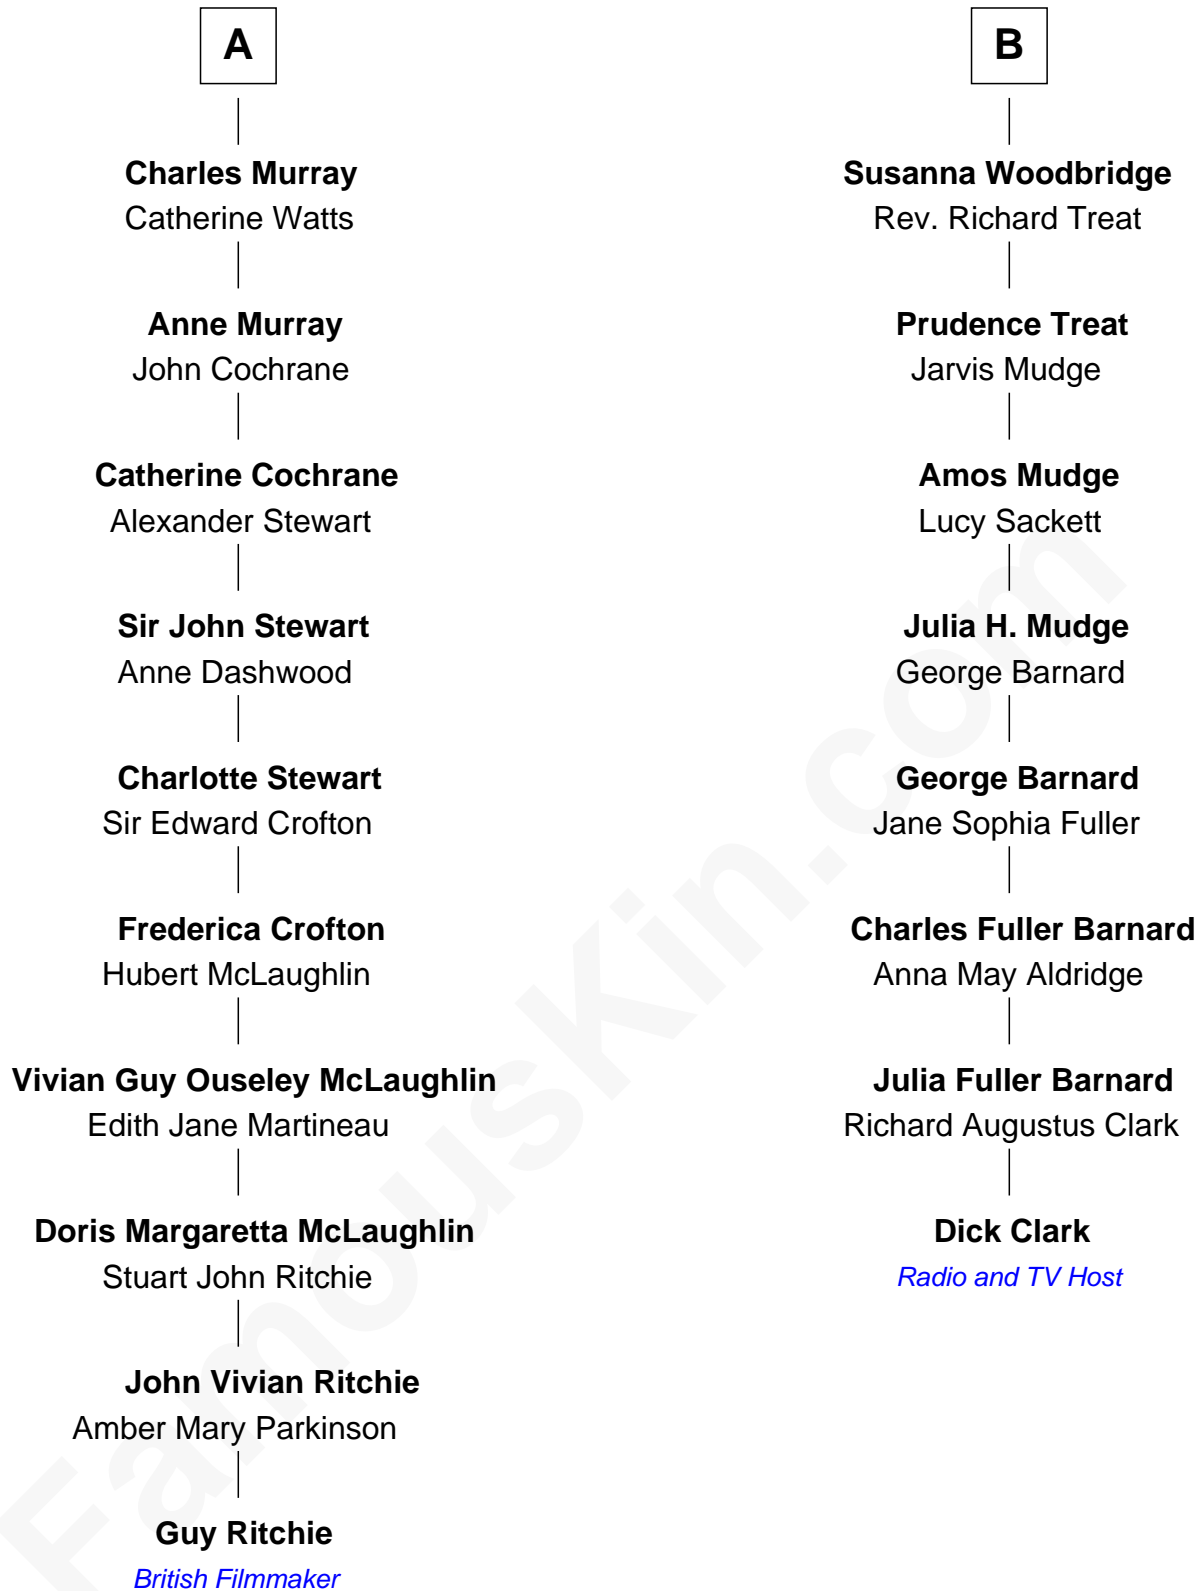 A
Charles Murray
Catherine Watts
Anne Murray
John Cochrane
Catherine Cochrane
Alexander Stewart
Sir John Stewart
Anne Dashwood
Charlotte Stewart
Sir Edward Crofton
Frederica Crofton
Hubert McLaughlin
Vivian Guy Ouseley McLaughlin
Edith Jane Martineau
Doris Margaretta McLaughlin
Stuart John Ritchie
John Vivian Ritchie
Amber Mary Parkinson
Guy Ritchie
British Filmmaker
B
Susanna Woodbridge
Rev. Richard Treat
Prudence Treat
Jarvis Mudge
Amos Mudge
Lucy Sackett
Julia H. Mudge
George Barnard
George Barnard
Jane Sophia Fuller
Charles Fuller Barnard
Anna May Aldridge
Julia Fuller Barnard
Richard Augustus Clark
Dick Clark
Radio and TV Host
FamousKin.com